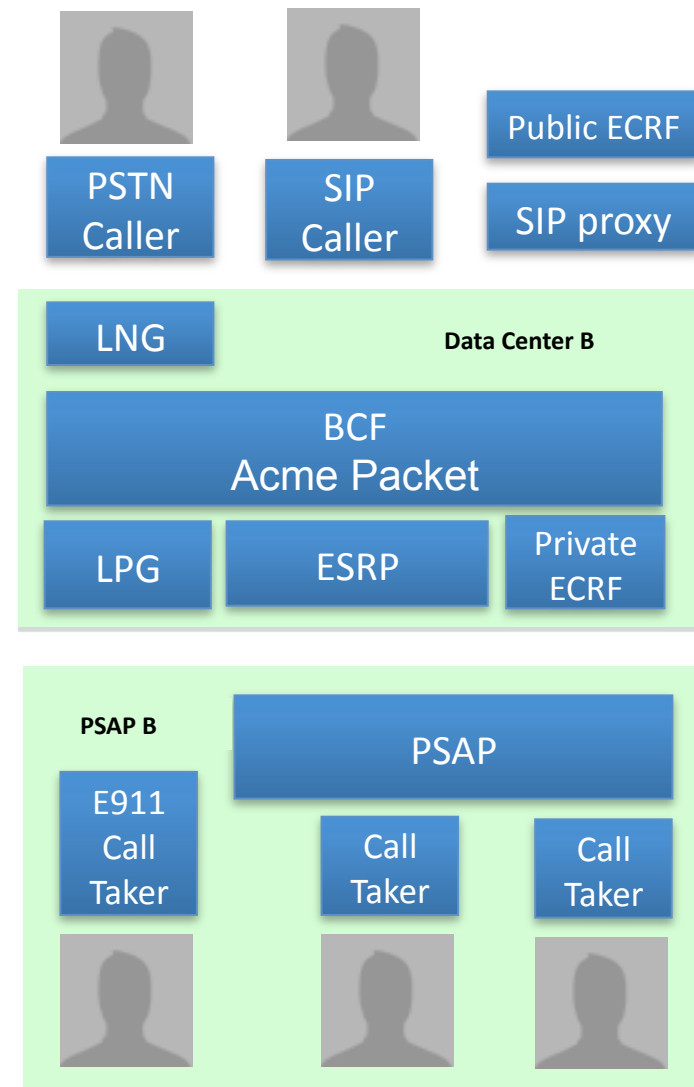 Public ECRF
PSTN
Caller
SIP
Caller
SIP proxy
LNG
Data Center B
BCF
Acme Packet
LPG
ESRP
Private
ECRF
PSAP B
PSAP
E911
Call
Taker
Call
Taker
Call
Taker